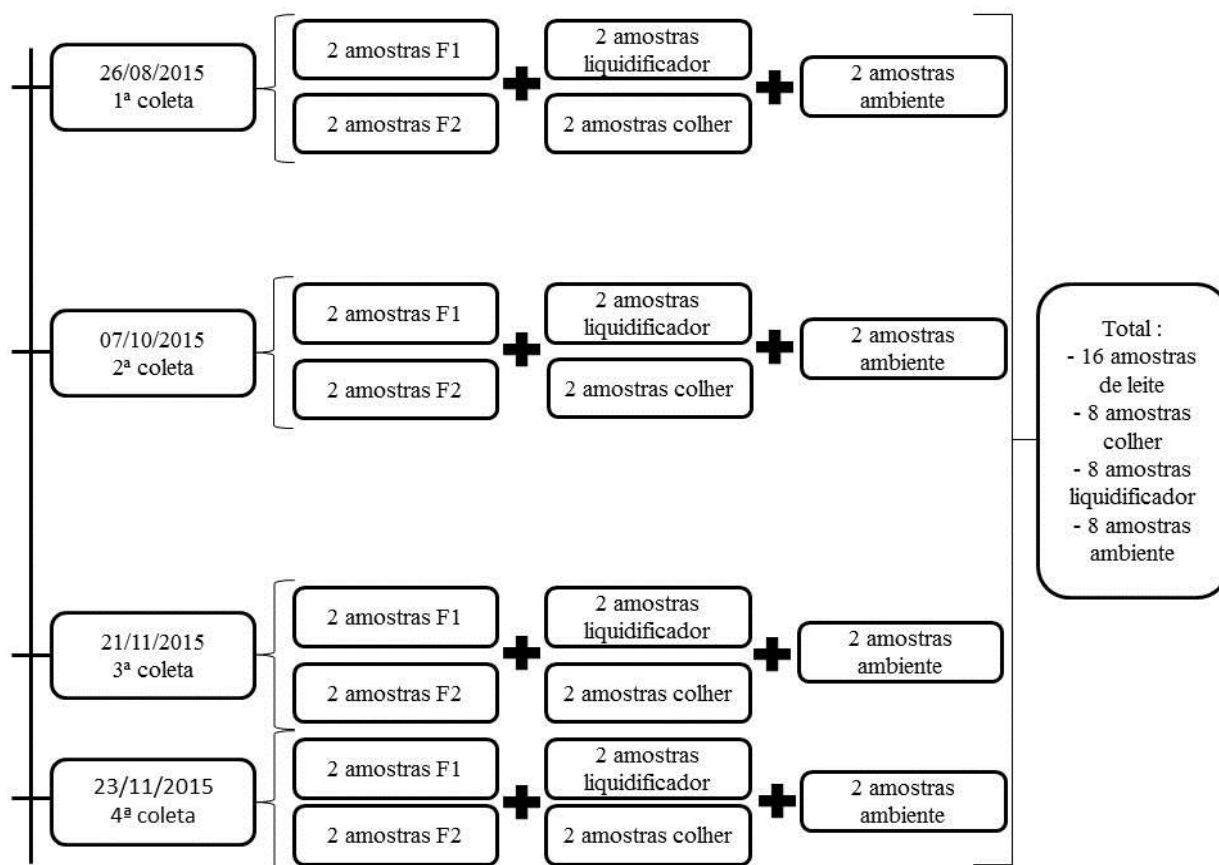 26/08/2015
1ª coleta
2 amostras F1
2 amostras F2
2 amostras
liquidificador
2 amostras colher
2 amostras
ambiente
07/10/2015
2ª coleta
2 amostras F1
2 amostras F2
2 amostras
liquidificador
2 amostras colher
2 amostras
ambiente
21/11/2015
3ª coleta
2 amostras F1
2 amostras F2
2 amostras
liquidificador
2 amostras colher
2 amostras
ambiente
23/11/2015
4ª coleta
2 amostras F1
2 amostras F2
2 amostras
liquidificador
2 amostras colher
2 amostras
ambiente
Total :
- 16 amostras
de leite
- 8 amostras
colher
- 8 amostras
liquidificador
- 8 amostras
ambiente